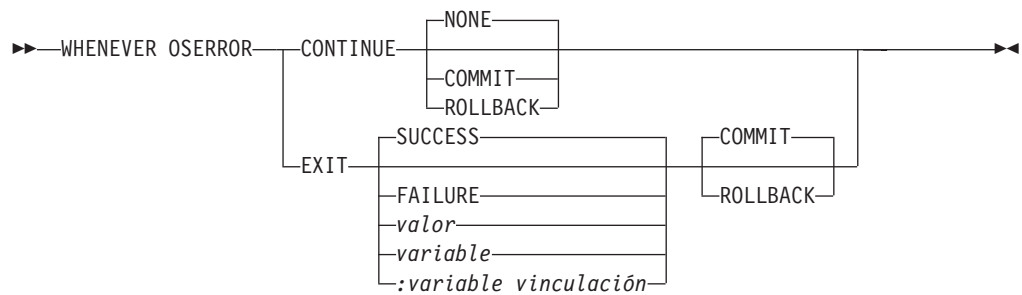 NONE
WHENEVER OSERROR CONTINUE
COMMIT
ROLLBACK
SUCCESS COMMIT
EXIT
FAILURE ROLLBACK
valor
variable
:variable vinculación